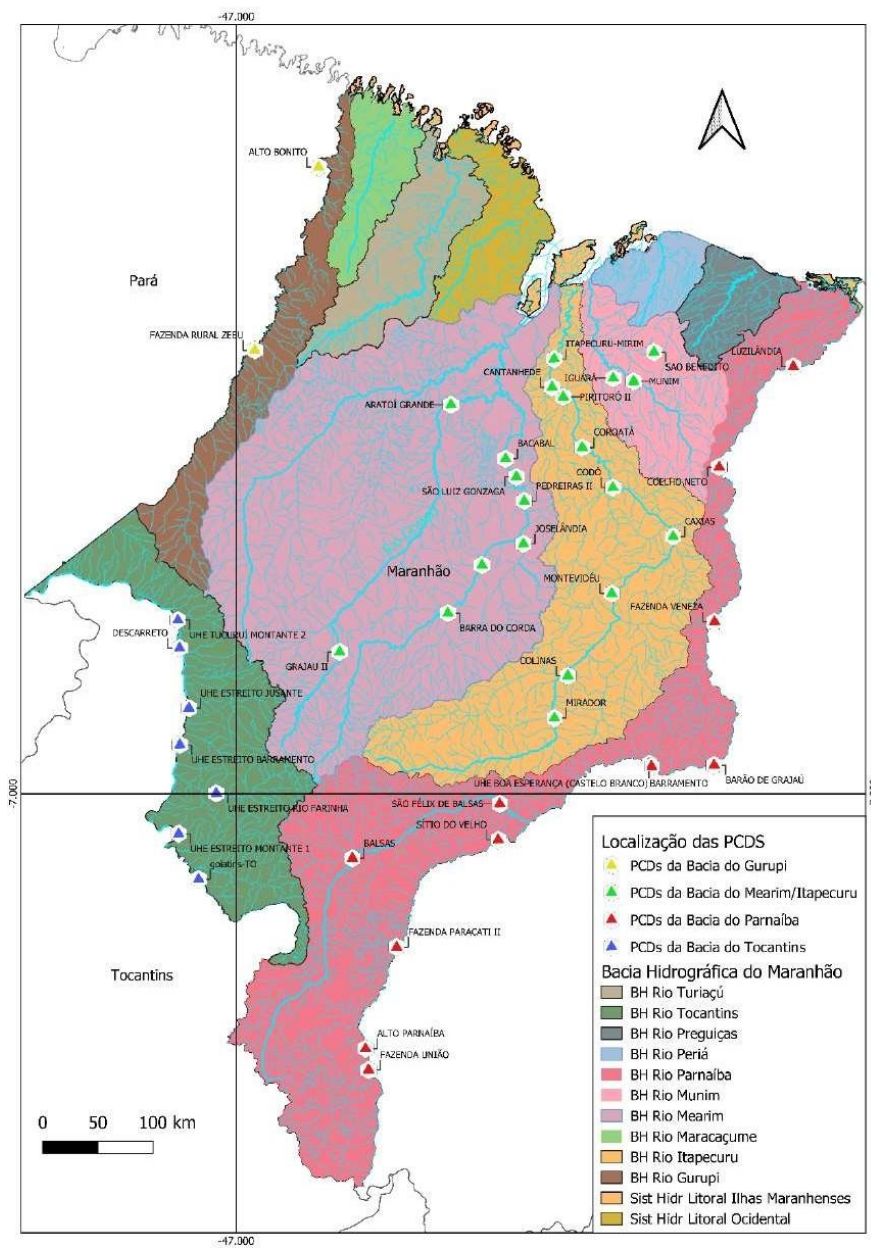 -47.000
ALTO BONITO
Pará
FAZENDA RURAL ZEBU
ITAPECURU-MIRIM
CANTANHEDE
IGUARÁ
SAO BENEDITO
LUZILÂNDIA
MUNIM
PIRITORÓ II
ARATOÍ GRANDE
COROATÁ
BACABAL
CODÓ
COELHO NETO
SÃO LUIZ GONZAGA
PEDREIRAS II
JOSELÂNDIA
CAXIAS
Maranhão
MONTEVIDÉU
FAZENDA VENEZA
BARRA DO CORDA
DESCARRETO
UHE TUCURUÍ MONTANTE 2
GRAJAU II
COLINAS
UHE ESTREITO JUSANTE
MIRADOR
UHE ESTREITO BARRAMENTO
UHE BOA ESPERANÇA (CASTELO BRANCO) BARRAMENTO
BARÃO DE GRAJAÚ
7.000
UHE ESTREITO RIO FARINHA
SÃO FÉLIX DE BALSAS
SÍTIO DO VELHO
UHE ESTREITO MONTANTE 1
BALSAS
goiatins-TO
FAZENDA PARACATI II
Tocantins
ALTO PARNAÍBA
FAZENDA UNIÃO
0 50 100 km
Localização das PCDS
PCDs da Bacia do Gurupi
PCDs da Bacia do Mearim/Itapecuru
PCDs da Bacia do Parnaíba
PCDs da Bacia do Tocantins
Bacia Hidrográfica do Maranhão
BH Rio Turiaçú
BH Rio Tocantins
BH Rio Preguiças
BH Rio Periá
BH Rio Parnaíba
BH Rio Munim
BH Rio Mearim
BH Rio Maracaçume
BH Rio Itapecuru
BH Rio Gurupi
Sist Hidr Litoral Ilhas Maranhenses
Sist Hidr Litoral Ocidental
-47.000